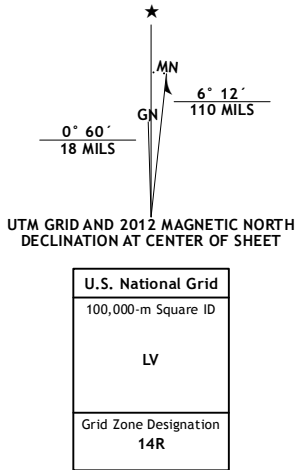 MN
GN
6° 12´
110 MILS
0° 60´
18 MILS
UTM GRID AND 2012 MAGNETIC NORTH
DECLINATION AT CENTER OF SHEET
U.S. National Grid
100,000-m Square ID
LV
Grid Zone Designation
14R